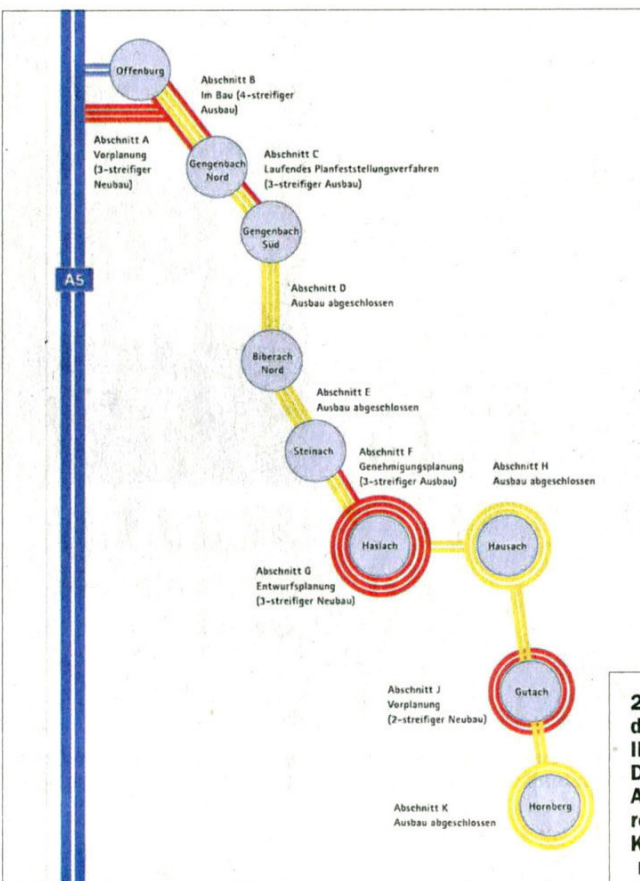 Offenburg
Abschnitt B
Im Bau (4-streifiger
Ausbau)
Abschnitt A
Vorplanung
(3-streifiger
Neubau)
Gengenbach
Nord
Abschnitt C
Laufendes Planfeststellungsverfahren
(3-streifiger Ausbau)
Gengenbach
Süd
A5
Abschnitt D
Ausbau abgeschlossen
Biberach
Nord
Abschnitt E
Ausbau abgeschlossen
Steinach
Abschnitt F
Genehmigungsplanung
(3-streifiger Ausbau)
Abschnitt H
Ausbau abgeschlossen
Haslach
Hausach
Abschnitt G
Entwurfsplanung
(3-streifiger Neubau)
Abschnitt J
Vorplanung
(2-streifiger Neubau)
Gutach
Abschnitt K
Ausbau abgeschlossen
Hornberg
2
d
D
A
K